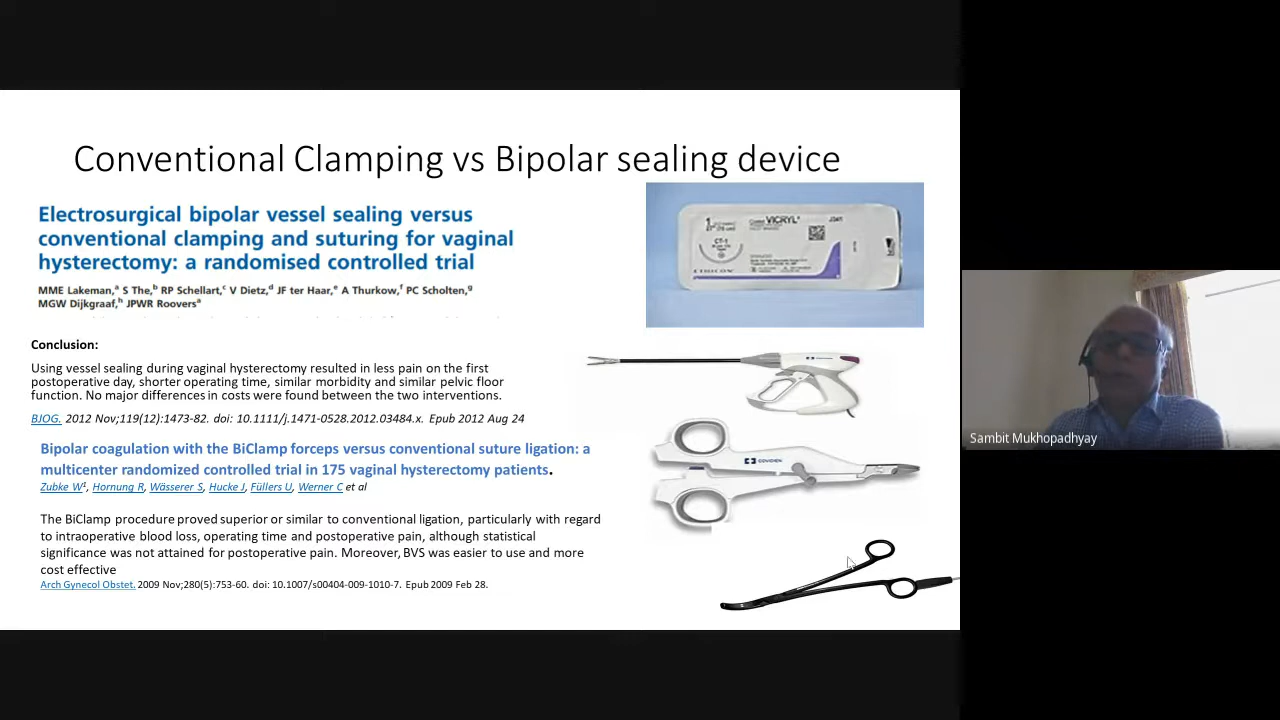 Conventional Clamping vs Bipolar sealing device
Electrosurgical bipolar vessel sealing versus
conventional clamping and suturing for vaginal
hysterectomy: a randomised controlled trial
MME Lakeman,a S The,b RP Schellart,c V Dietz,d JF ter Haar,e A Thurkow,f PC Scholten,g
MGW Dijkgraaf,h JPWR Rooversa
Conclusion:
Using vessel sealing during vaginal hysterectomy resulted in less pain on the first
postoperative day, shorter operating time, similar morbidity and similar pelvic floor
function. No major differences in costs were found between the two interventions.
BJOG. 2012 Nov;119(12):1473-82. doi: 10.1111/j.1471-0528.2012.03484.x. Epub 2012 Aug 24
Bipolar coagulation with the BiClamp forceps versus conventional suture ligation: a
multicenter randomized controlled trial in 175 vaginal hysterectomy patients.
Zubke W1, Hornung R, Wässerer S, Hucke J, Füllers U, Werner C et al
The BiClamp procedure proved superior or similar to conventional ligation, particularly with regard
to intraoperative blood loss, operating time and postoperative pain, although statistical
significance was not attained for postoperative pain. Moreover, BVS was easier to use and more
cost effective
Arch Gynecol Obstet. 2009 Nov;280(5):753-60. doi: 10.1007/s00404-009-1010-7. Epub 2009 Feb 28.
1
Coated VICRYL
J341
CT-1
ETHICON
COVIDIEN
Sambit Mukhopadhyay